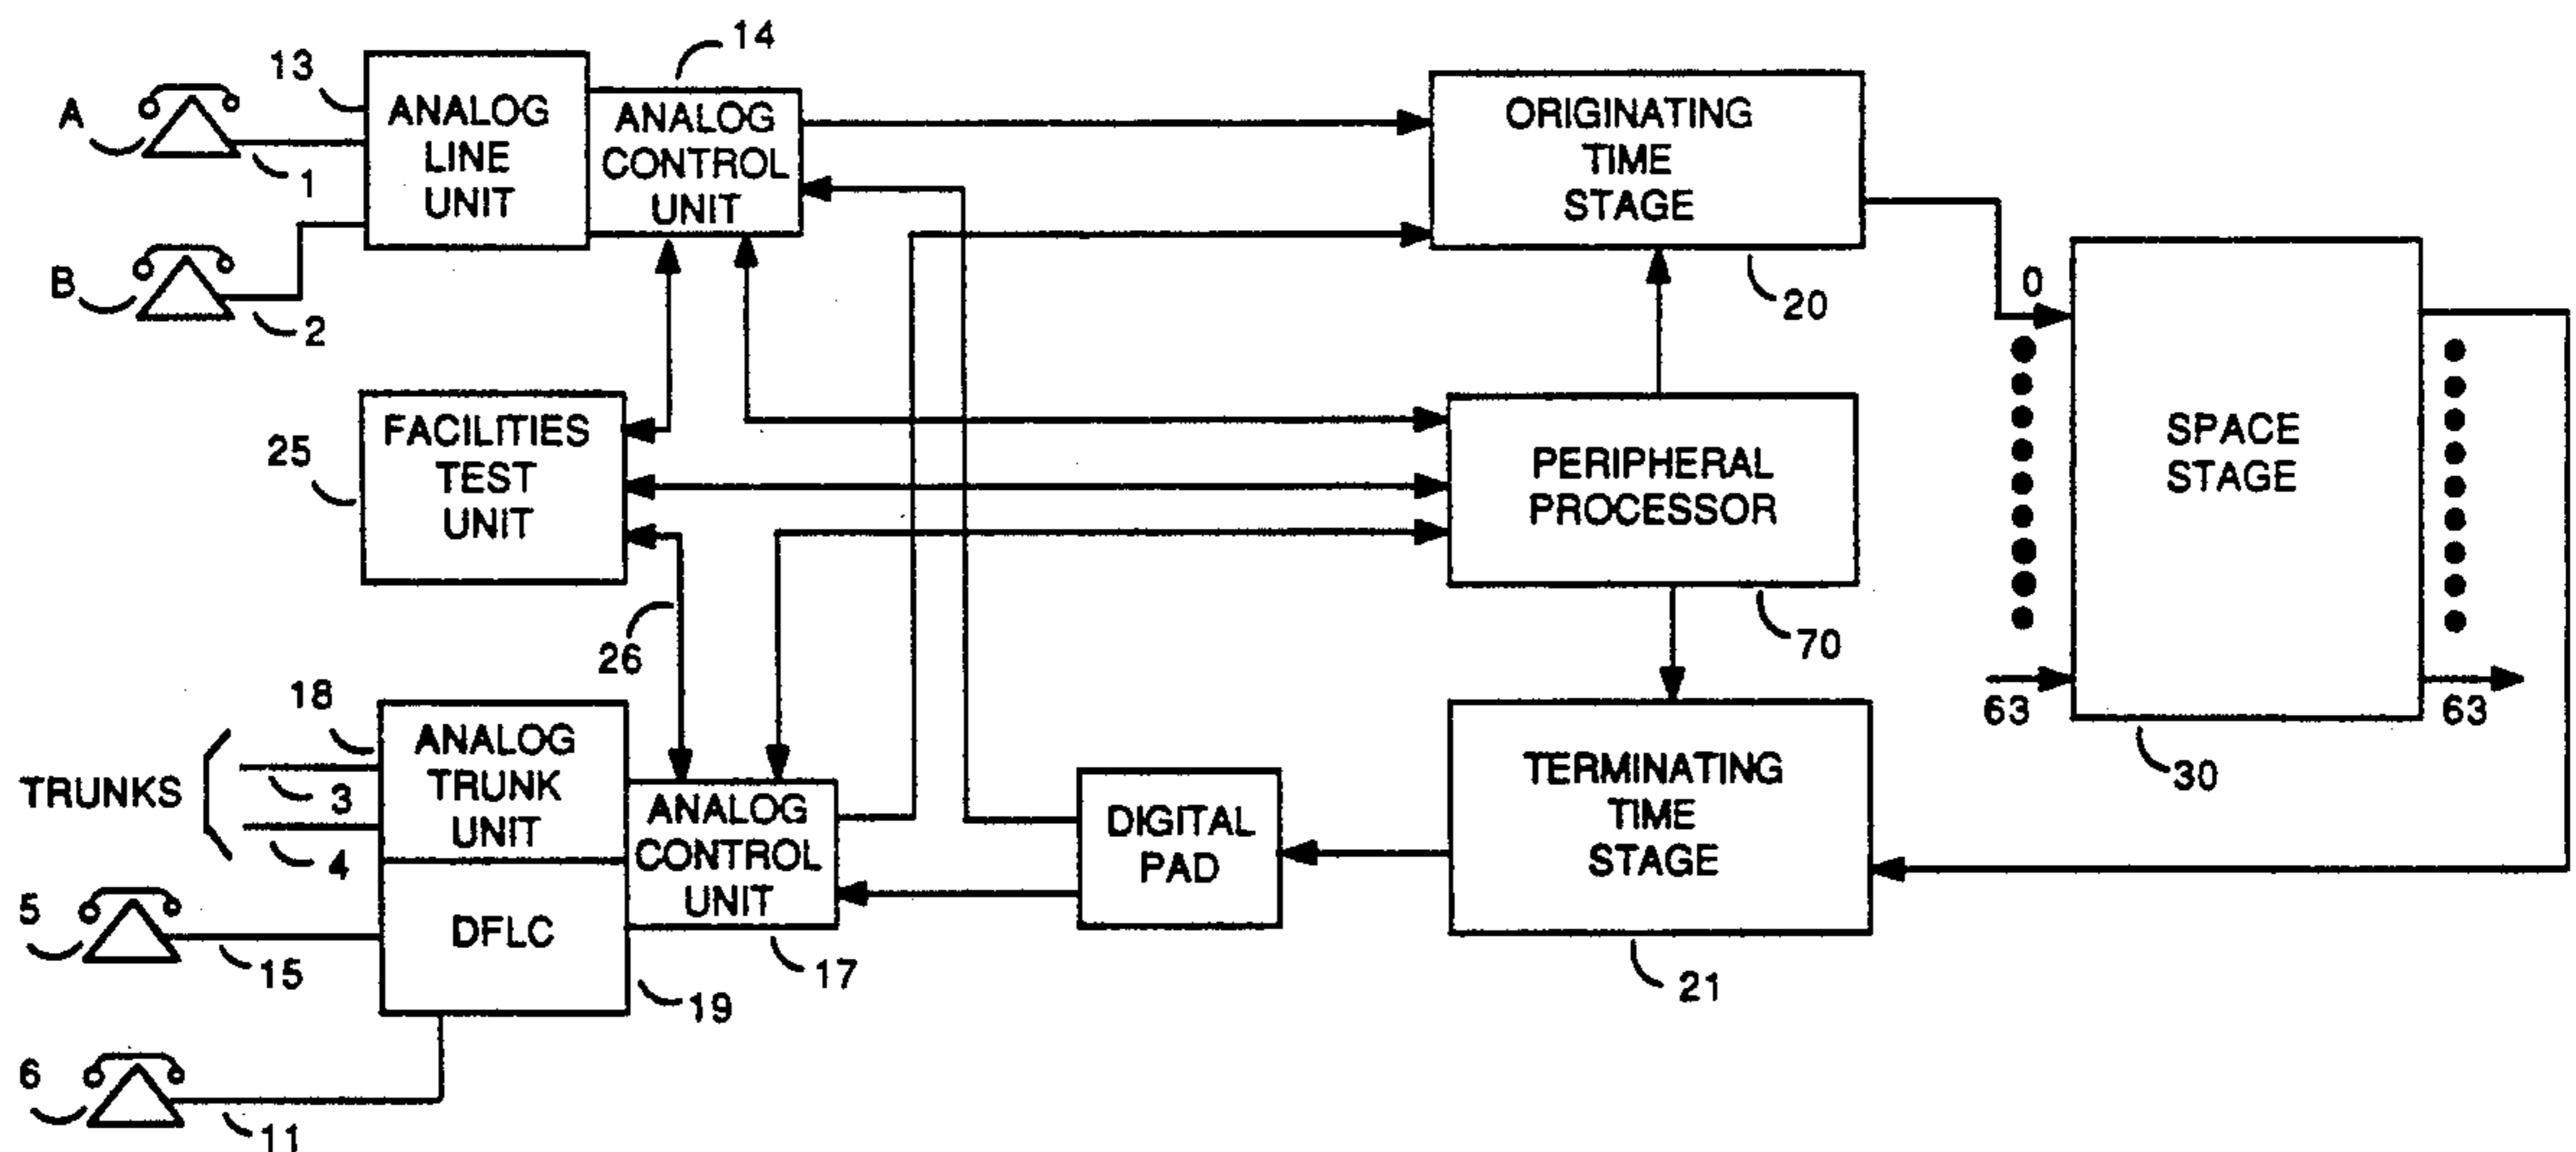 14
13
A
ANALOG
LINE
UNIT
ANALOG
CONTROL
UNIT
1
B
2
ORIGINATING
TIME
STAGE
20
0
SPACE
STAGE
63
63
30
25
FACILITIES
TEST
UNIT
26
PERIPHERAL
PROCESSOR
70
18
TRUNKS
3
4
ANALOG
TRUNK
UNIT
DFLC
5
15
19
6
11
ANALOG
CONTROL
UNIT
17
DIGITAL
PAD
TERMINATING
TIME
STAGE
21